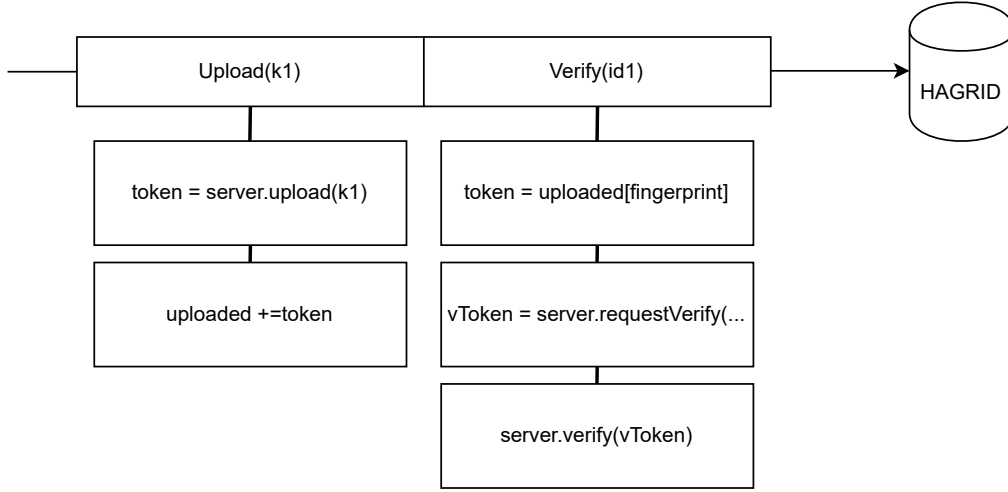 Upload(k1)
Verify(id1)
HAGRID
token = server.upload(k1)
token = uploaded[fingerprint]
uploaded +=token
vToken = server.requestVerify(...
server.verify(vToken)